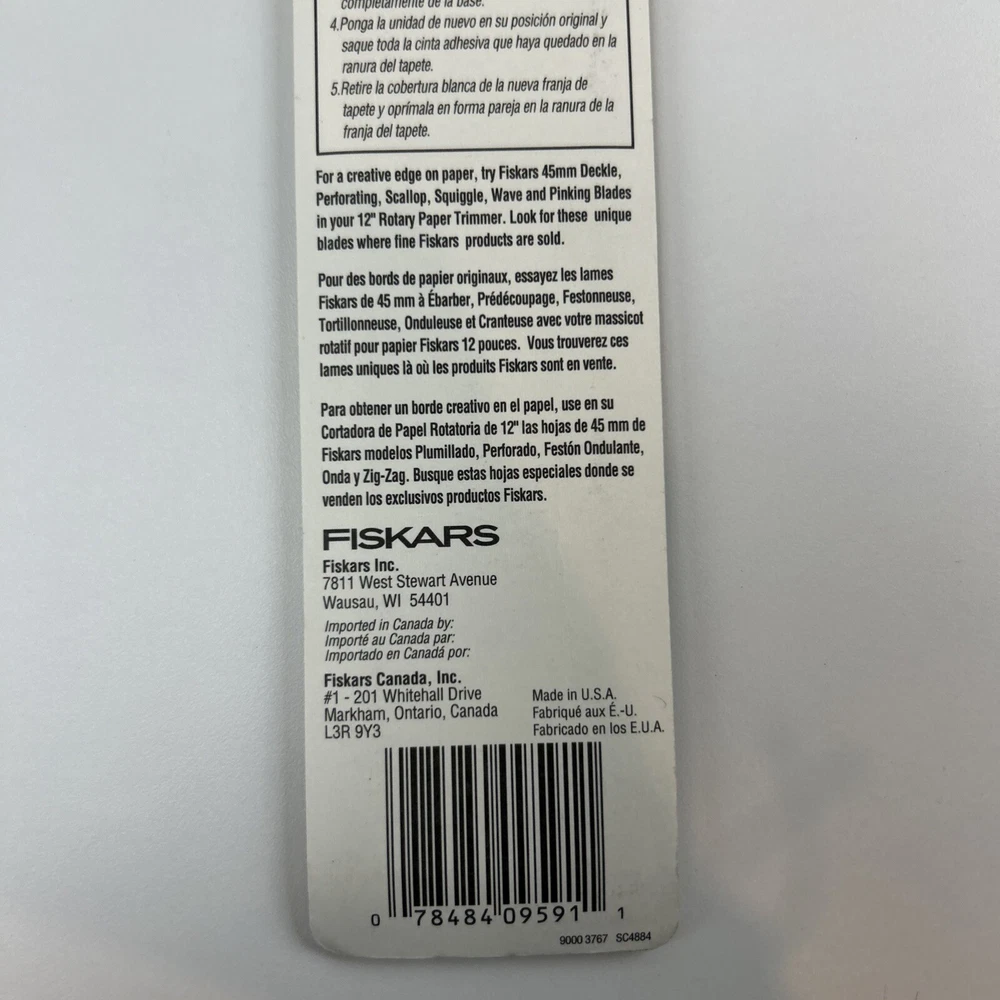 completamente de la base.
4.Ponga la unidad de nuevo en su posición original y
saque toda la cinta adhesiva que haya quedado en la
ranura del tapete.
5.Retire la cobertura blanca de la nueva franja de
tapete y oprímala en forma pareja en la ranura de la
franja del tapete.
For a creative edge on paper, try Fiskars 45mm Deckle,
Perforating, Scallop, Squiggle, Wave and Pinking Blades
in your 12" Rotary Paper Trimmer. Look for these unique
blades where fine Fiskars products are sold.
Pour des bords de papier originaux, essayez les lames
Fiskars de 45 mm à Ébarber, Prédécoupage, Festonneuse,
Tortillonneuse, Onduleuse et Cranteuse avec votre massicot
rotatif pour papier Fiskars 12 pouces. Vous trouverez ces
lames uniques là où les produits Fiskars sont en vente.
Para obtener un borde creativo en el papel, use en su
Cortadora de Papel Rotatoria de 12" las hojas de 45 mm de
Fiskars modelos Plumillado, Perforado, Festón Ondulante,
Onda y Zig-Zag. Busque estas hojas especiales donde se
venden los exclusivos productos Fiskars.
FISKARS
Fiskars Inc.
7811 West Stewart Avenue
Wausau, WI 54401
Imported in Canada by:
Importé au Canada par:
Importado en Canadá por:
Fiskars Canada, Inc.
#1 - 201 Whitehall Drive
Markham, Ontario, Canada
L3R 9Y3
Made in U.S.A.
Fabriqué aux É.-U.
Fabricado en los E.U.A.
0 78484 09591 1
9000 3767 SC4884